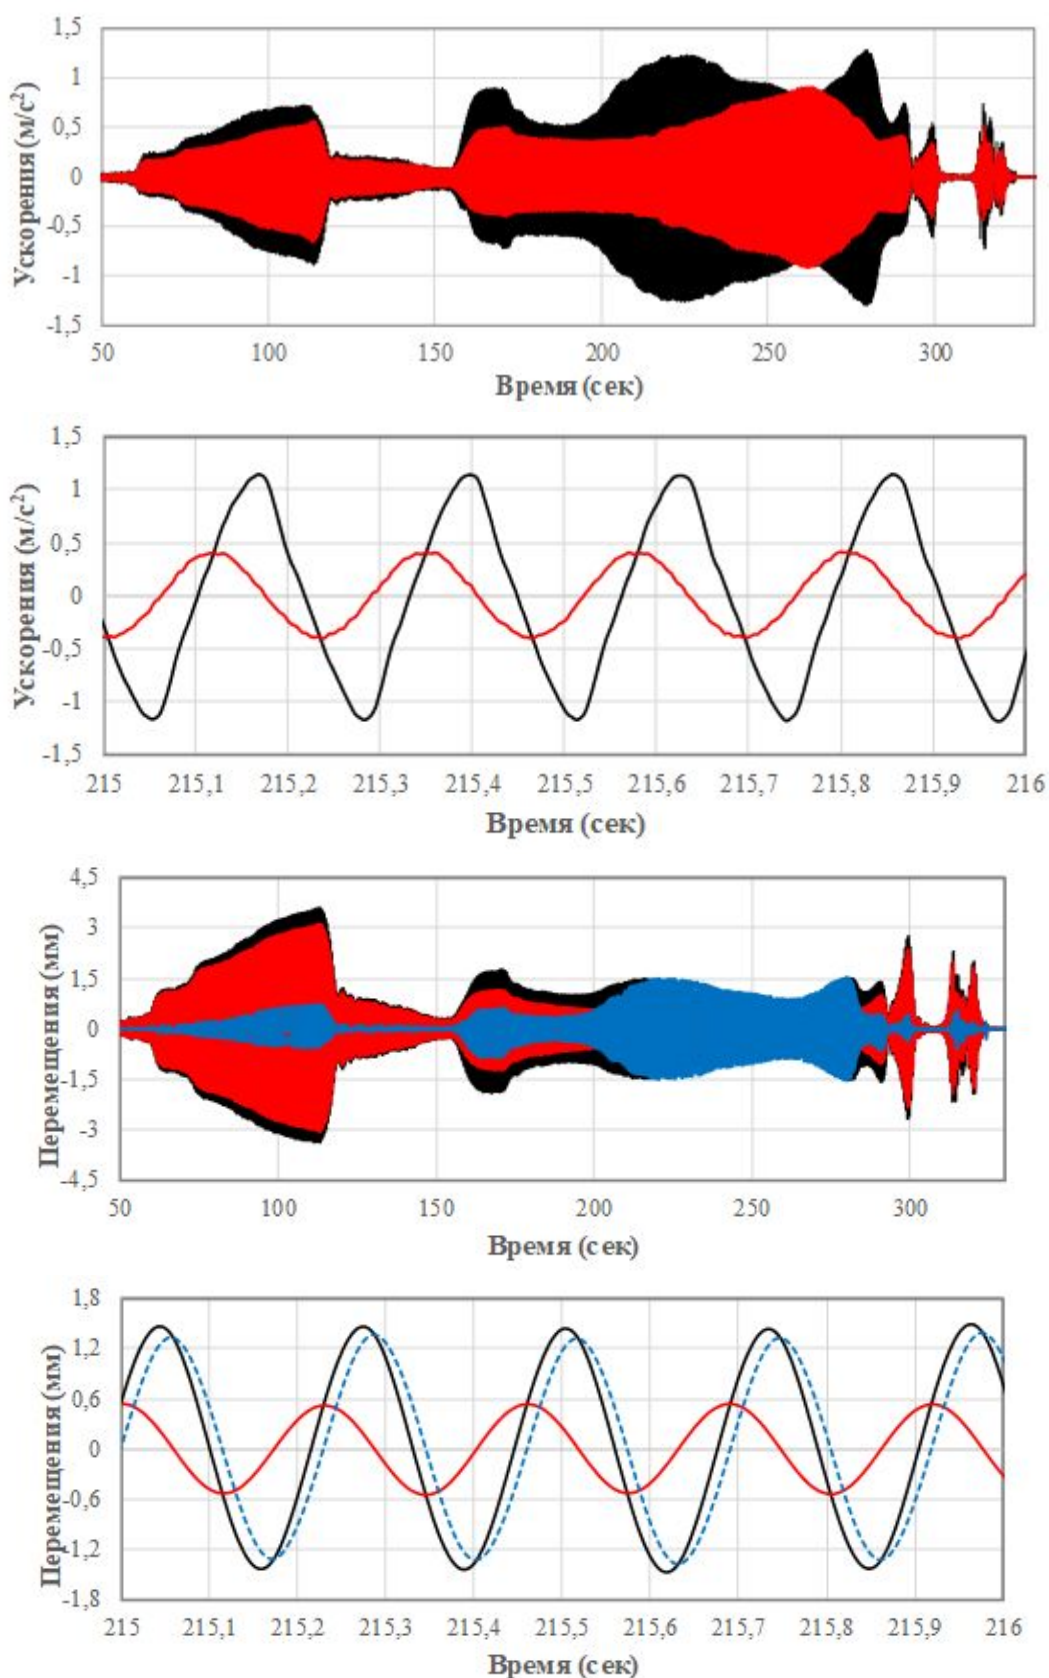 Ускорения (м/с²)
1,5
1
0,5
0
-0,5
-1
-1,5
50 100 150 200 250 300
Время (сек)
Ускорения (м/с²)
1,5
1
0,5
0
-0,5
-1
-1,5
215 215,1 215,2 215,3 215,4 215,5 215,6 215,7 215,8 215,9 216
Время (сек)
Перемещения (мм)
4,5
3
1,5
0
-1,5
-3
-4,5
50 100 150 200 250 300
Время (сек)
Перемещения (мм)
1,8
1,2
0,6
0
-0,6
-1,2
-1,8
215 215,1 215,2 215,3 215,4 215,5 215,6 215,7 215,8 215,9 216
Время (сек)